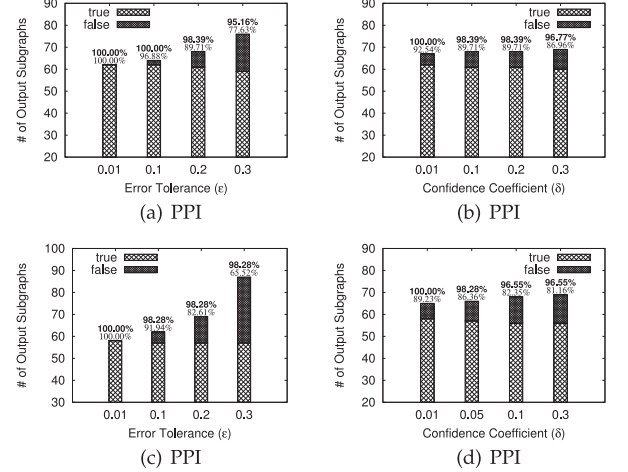 true
false
100.00%
100.00%
100.00%
96.88%
98.39%
89.71%
95.16%
77.63%
# of Output Subgraphs
90
80
70
60
50
40
30
20
0.01 0.1 0.2 0.3
Error Tolerance (ε)
(a) PPI
true
false
100.00%
92.54%
98.39%
89.71%
98.39%
89.71%
96.77%
86.96%
# of Output Subgraphs
90
80
70
60
50
40
30
20
0.01 0.1 0.2 0.3
Confidence Coefficient (δ)
(b) PPI
true
false
100.00%
100.00%
98.28%
91.94%
98.28%
82.61%
98.28%
65.52%
# of Output Subgraphs
100
90
80
70
60
50
40
30
0.01 0.1 0.2 0.3
Error Tolerance (ε)
(c) PPI
true
false
100.00%
89.23%
98.28%
86.36%
96.55%
82.35%
96.55%
81.16%
# of Output Subgraphs
90
80
70
60
50
40
30
20
0.01 0.05 0.1 0.3
Confidence Coefficient (δ)
(d) PPI